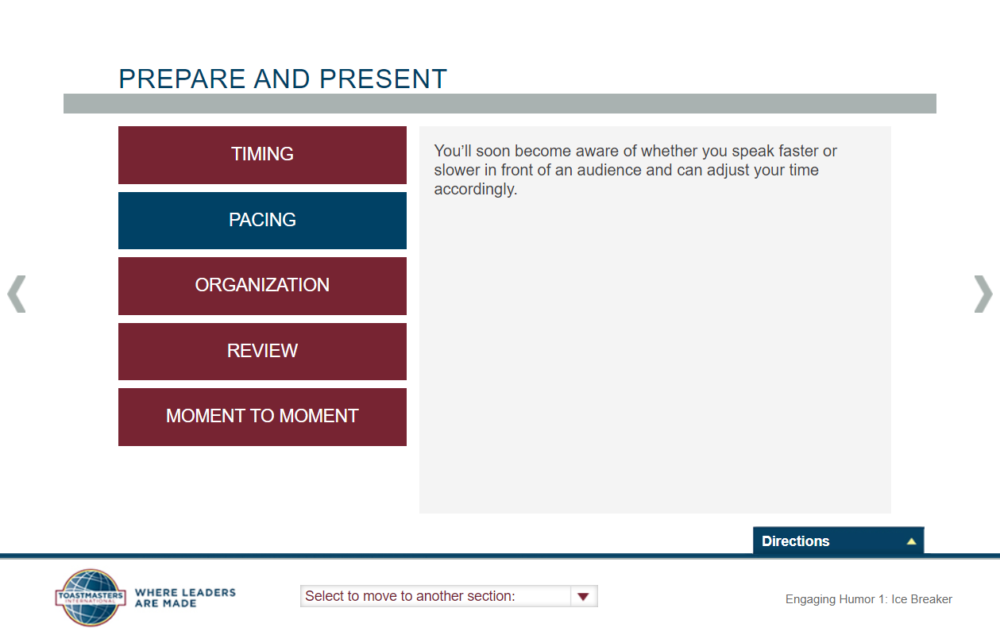 PREPARE AND PRESENT
TIMING
PACING
ORGANIZATION
REVIEW
MOMENT TO MOMENT
You’ll soon become aware of whether you speak faster or
slower in front of an audience and can adjust your time
accordingly.
Directions
TOASTMASTERS
INTERNATIONAL
WHERE LEADERS
ARE MADE
Select to move to another section:
Engaging Humor 1: Ice Breaker